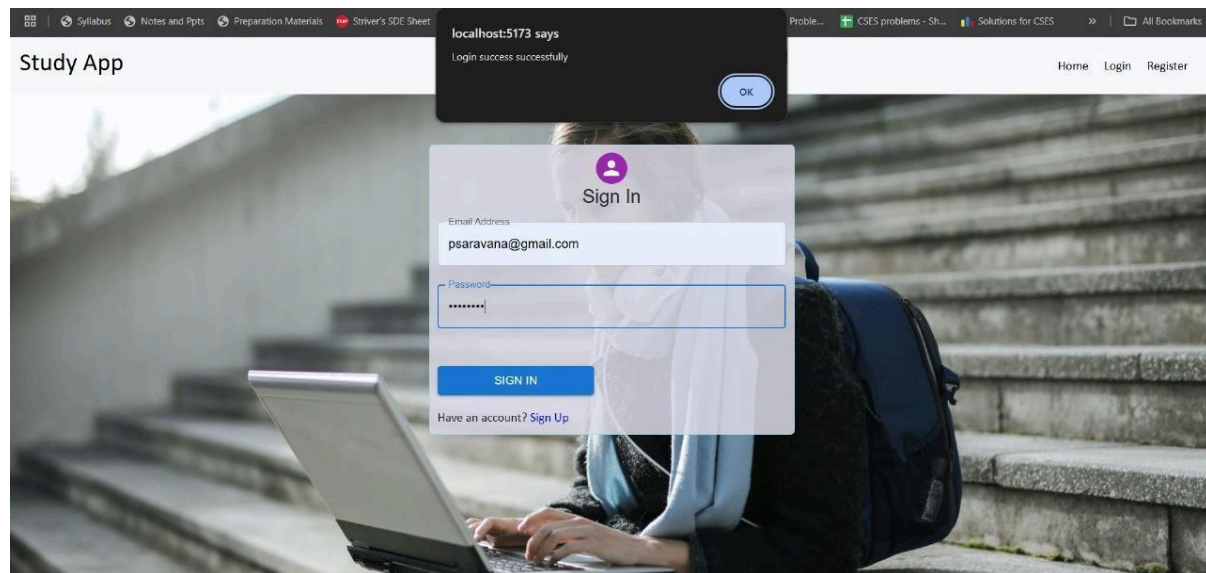 Syllabus Notes and Ppts Preparation Materials Striver's SDE Sheet Proble... CSES problems - Sh... Solutions for CSES » All Bookmarks
localhost:5173 says
Login success successfully
OK
Study App
Home Login Register
Sign In
Email Address
psaravana@gmail.com
Password
••••••••
SIGN IN
Have an account? Sign Up